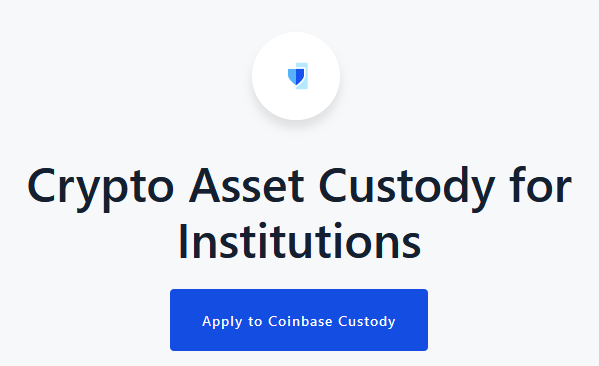 Crypto Asset Custody for
Institutions
Apply to Coinbase Custody